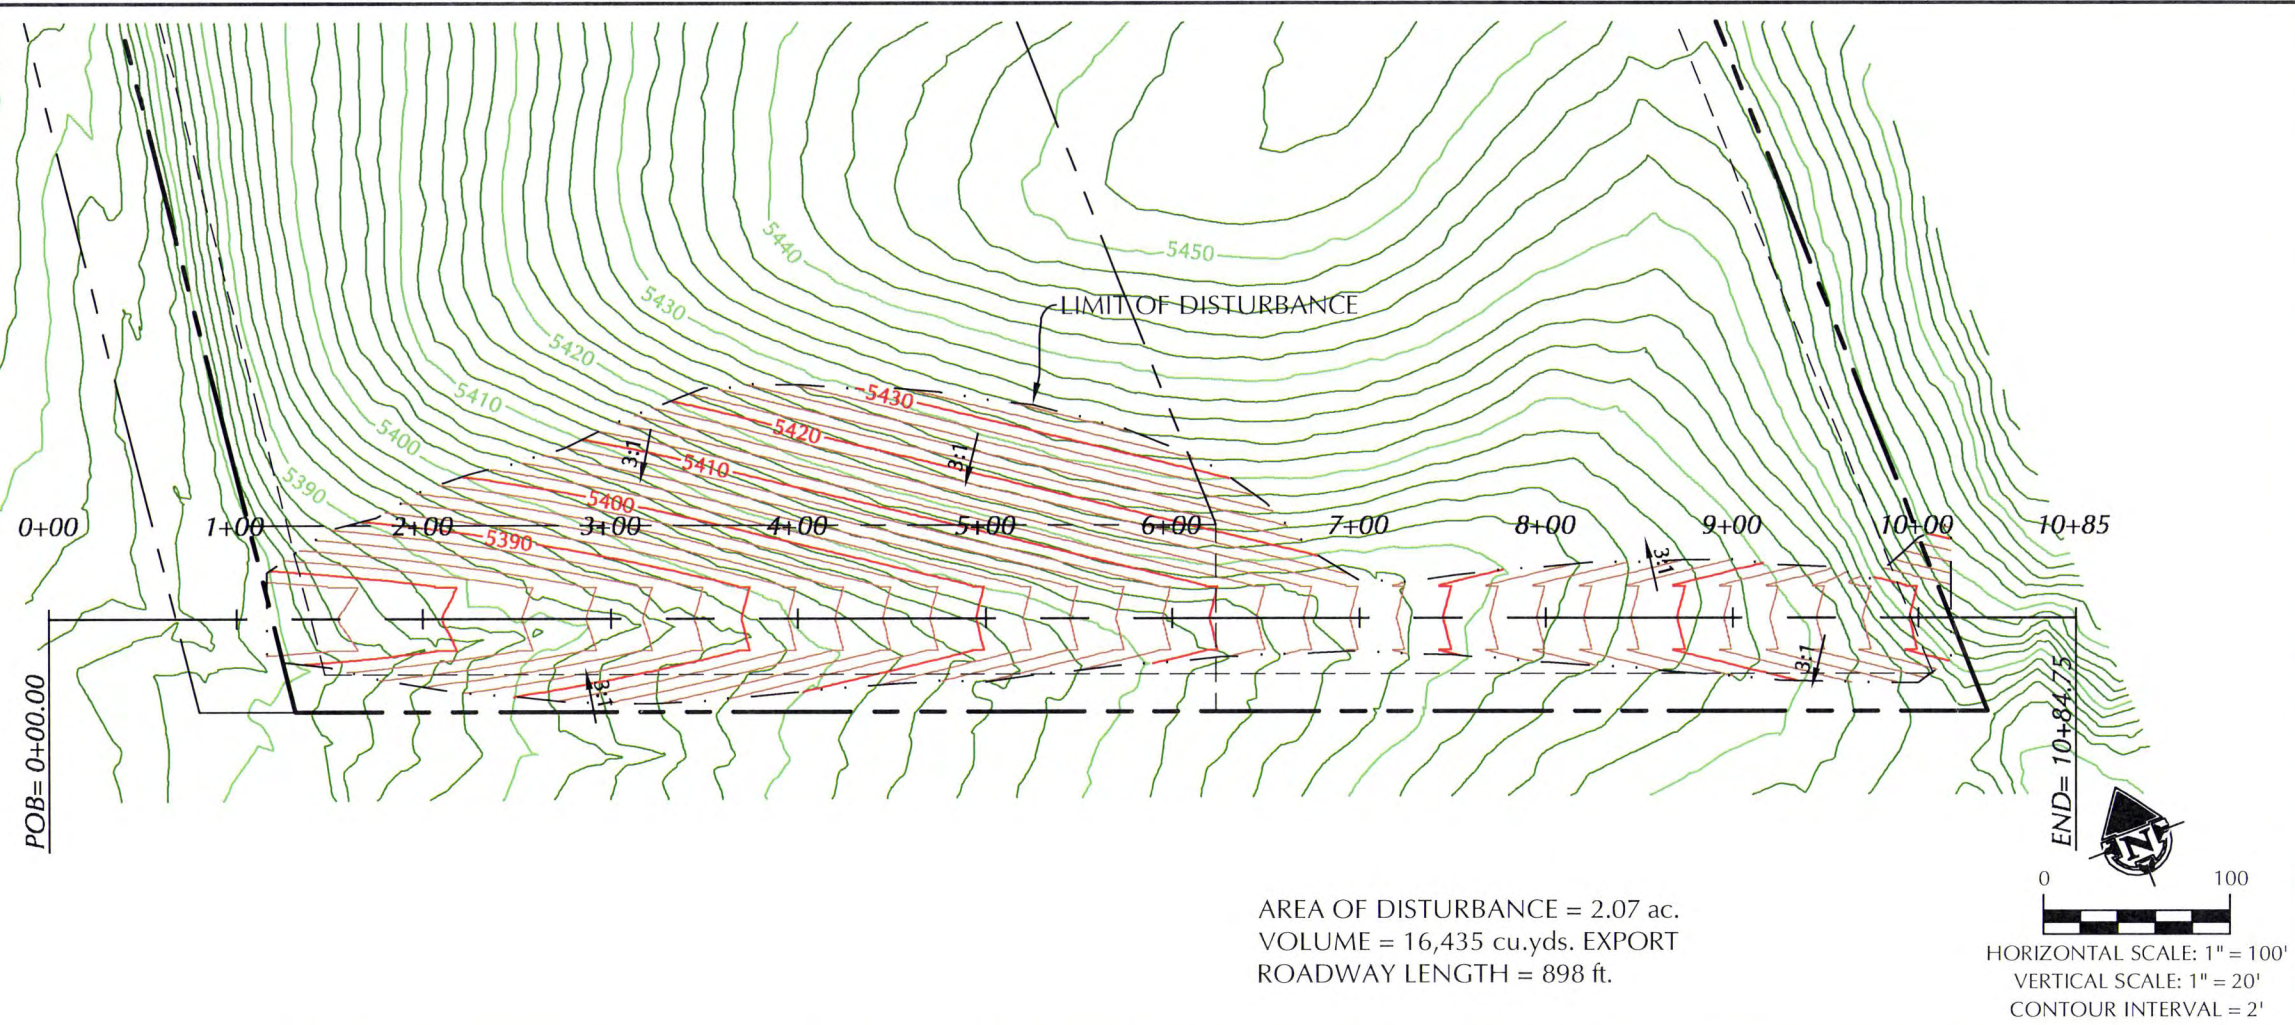 5440
5450
5430
LIMIT OF DISTURBANCE
5420
5430
5410
5420
5400
3:1
3:1
5410
5390
5400
0+00 1+00 2+00 3+00 4+00 5+00 6+00 7+00 8+00 9+00 10+00 10+85
5390
3:1
3:1
3:1
POB= 0+00.00
END= 10+84.75
N
0 100
AREA OF DISTURBANCE = 2.07 ac.
VOLUME = 16,435 cu.yds. EXPORT
ROADWAY LENGTH = 898 ft.
HORIZONTAL SCALE: 1" = 100'
VERTICAL SCALE: 1" = 20'
CONTOUR INTERVAL = 2'